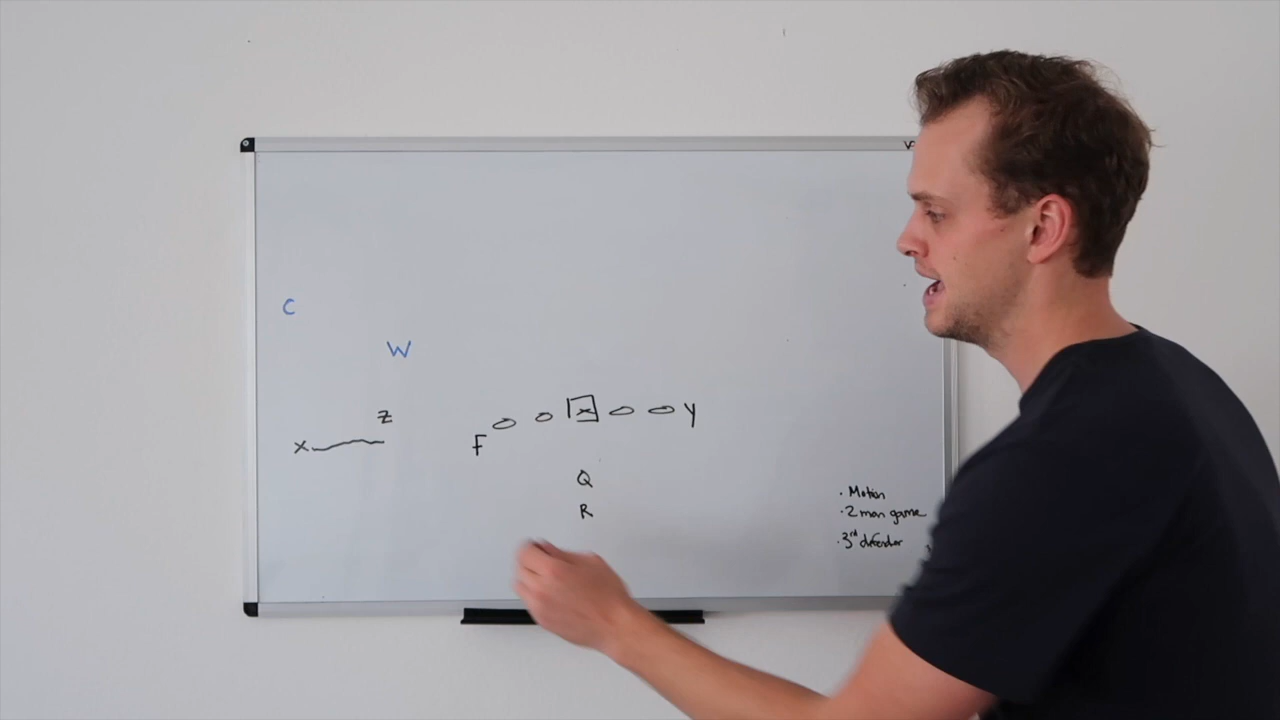 C
W
Z
X
F
X
Y
Q
R
· Motion
· 2 man game
· 3rd defender